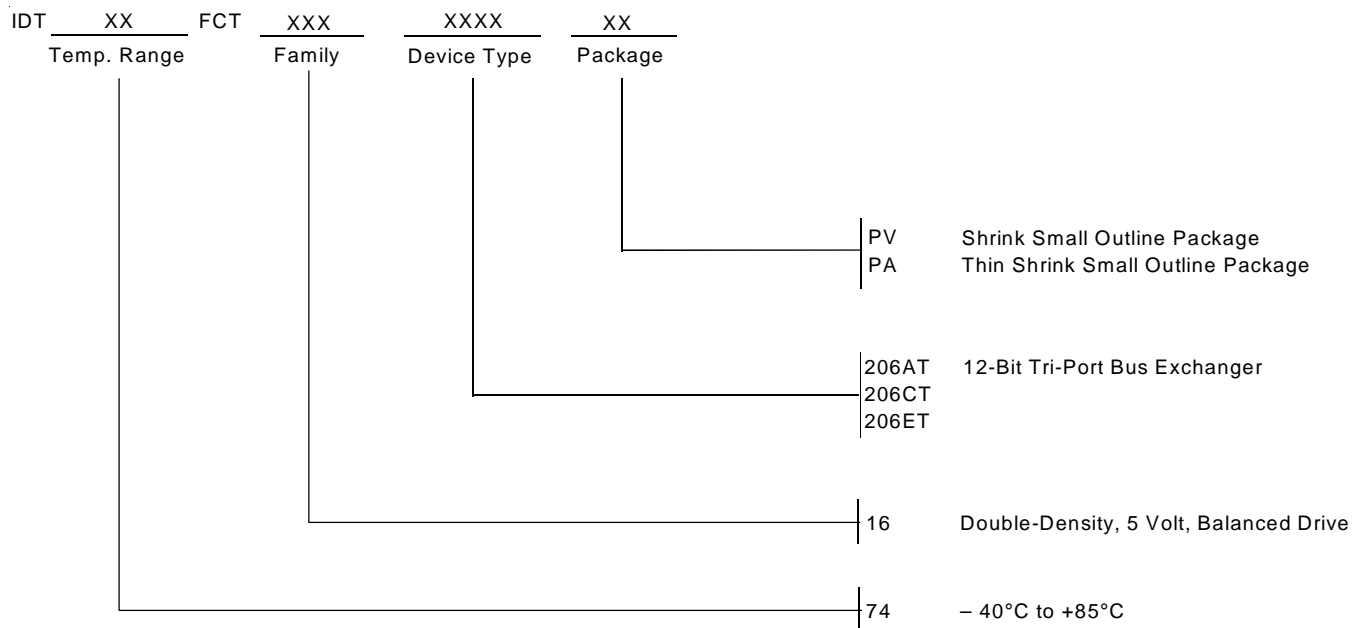 IDT XX FCT XXX XXXX XX
Temp. Range Family Device Type Package
PV Shrink Small Outline Package
PA Thin Shrink Small Outline Package
206AT 12-Bit Tri-Port Bus Exchanger
206CT
206ET
16 Double-Density, 5 Volt, Balanced Drive
74 – 40°C to +85°C